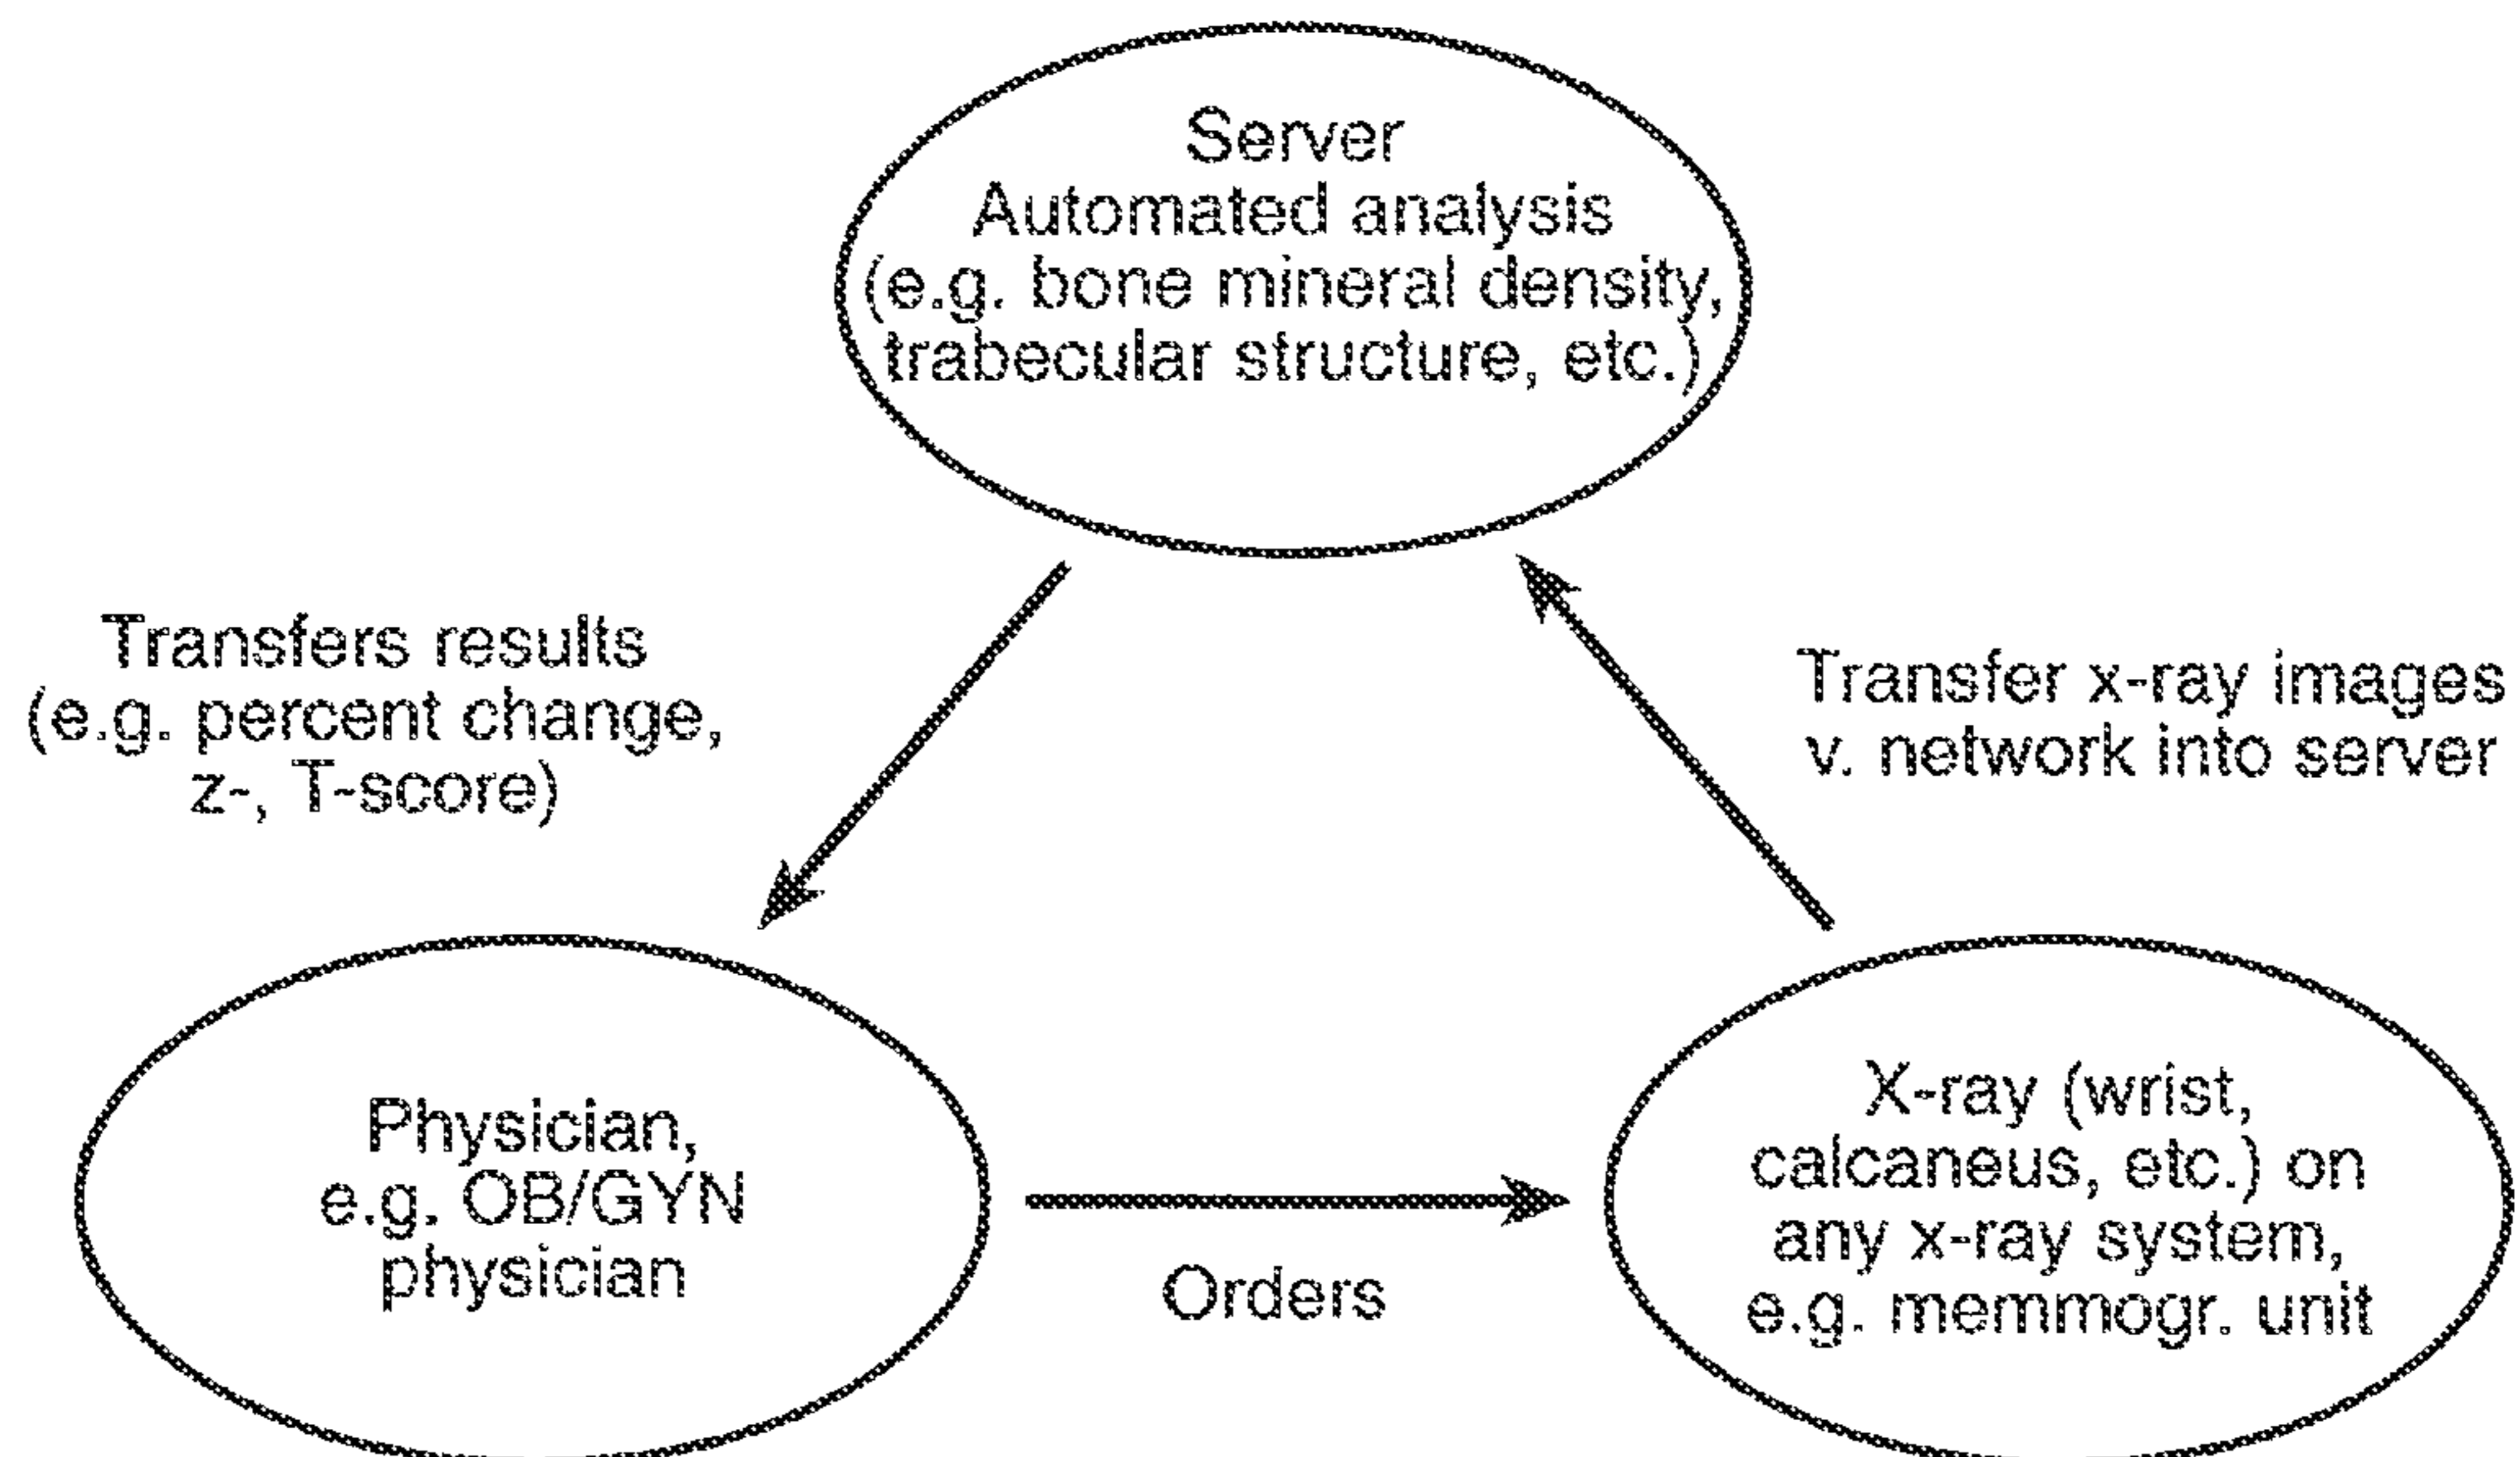 Server
Automated analysis
(e.g. bone mineral density,
trabecular structure, etc.)
Transfers results
(e.g. percent change,
z-, T-score)
Transfer x-ray images
v. network into server
Physician,
e.g. OB/GYN
physician
Orders
X-ray (wrist,
calcaneus, etc.) on
any x-ray system,
e.g. memmogr. unit